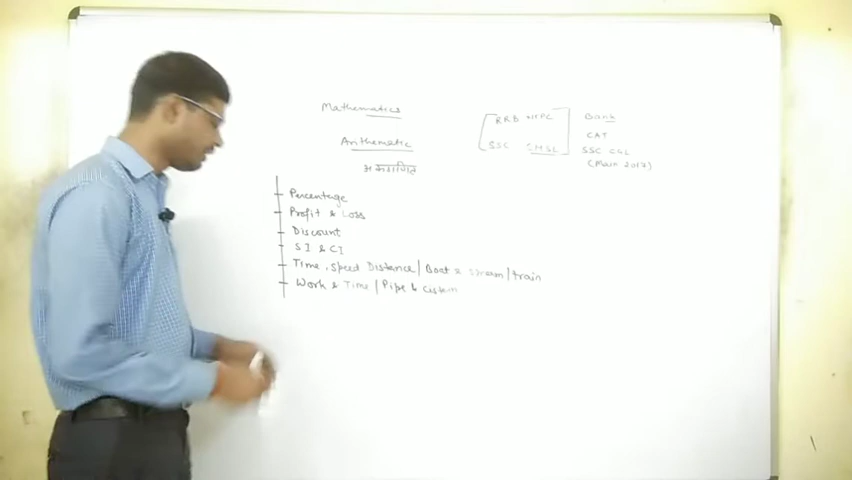 Mathematics
Arithmetic
अंकगणित
RRB NTPC
SSC CHSL
Bank
CAT
SSC CGL
(Main 2017)
Percentage
Profit & Loss
Discount
SI & CI
Time, Speed Distance / Boat & Stream / train
Work & Time / Pipe & Cistern